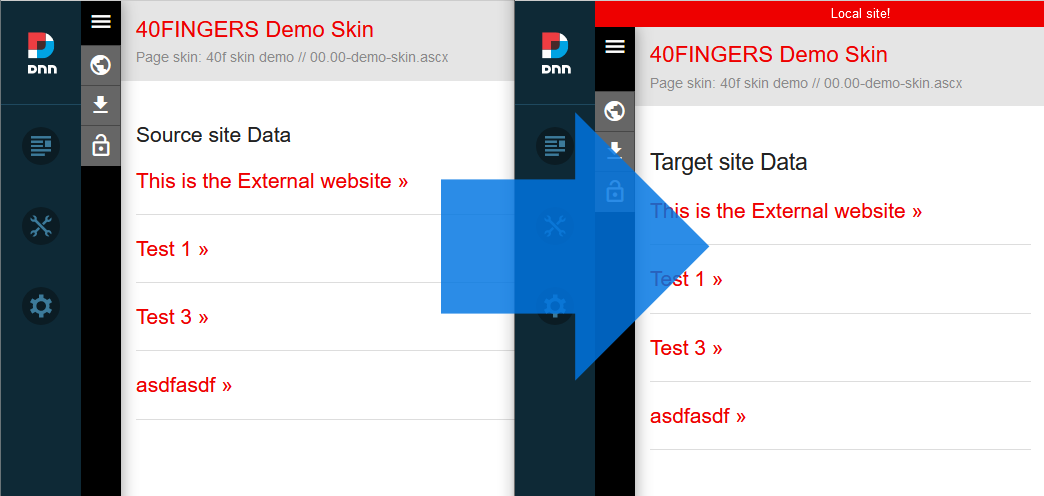 DNN
40FINGERS Demo Skin
Page skin: 40f skin demo // 00.00-demo-skin.ascx
Source site Data
This is the External website »
Test 1 »
Test 3 »
asdfasdf »
Local site!
DNN
40FINGERS Demo Skin
Page skin: 40f skin demo // 00.00-demo-skin.ascx
Target site Data
This is the External website »
Test 1 »
Test 3 »
asdfasdf »